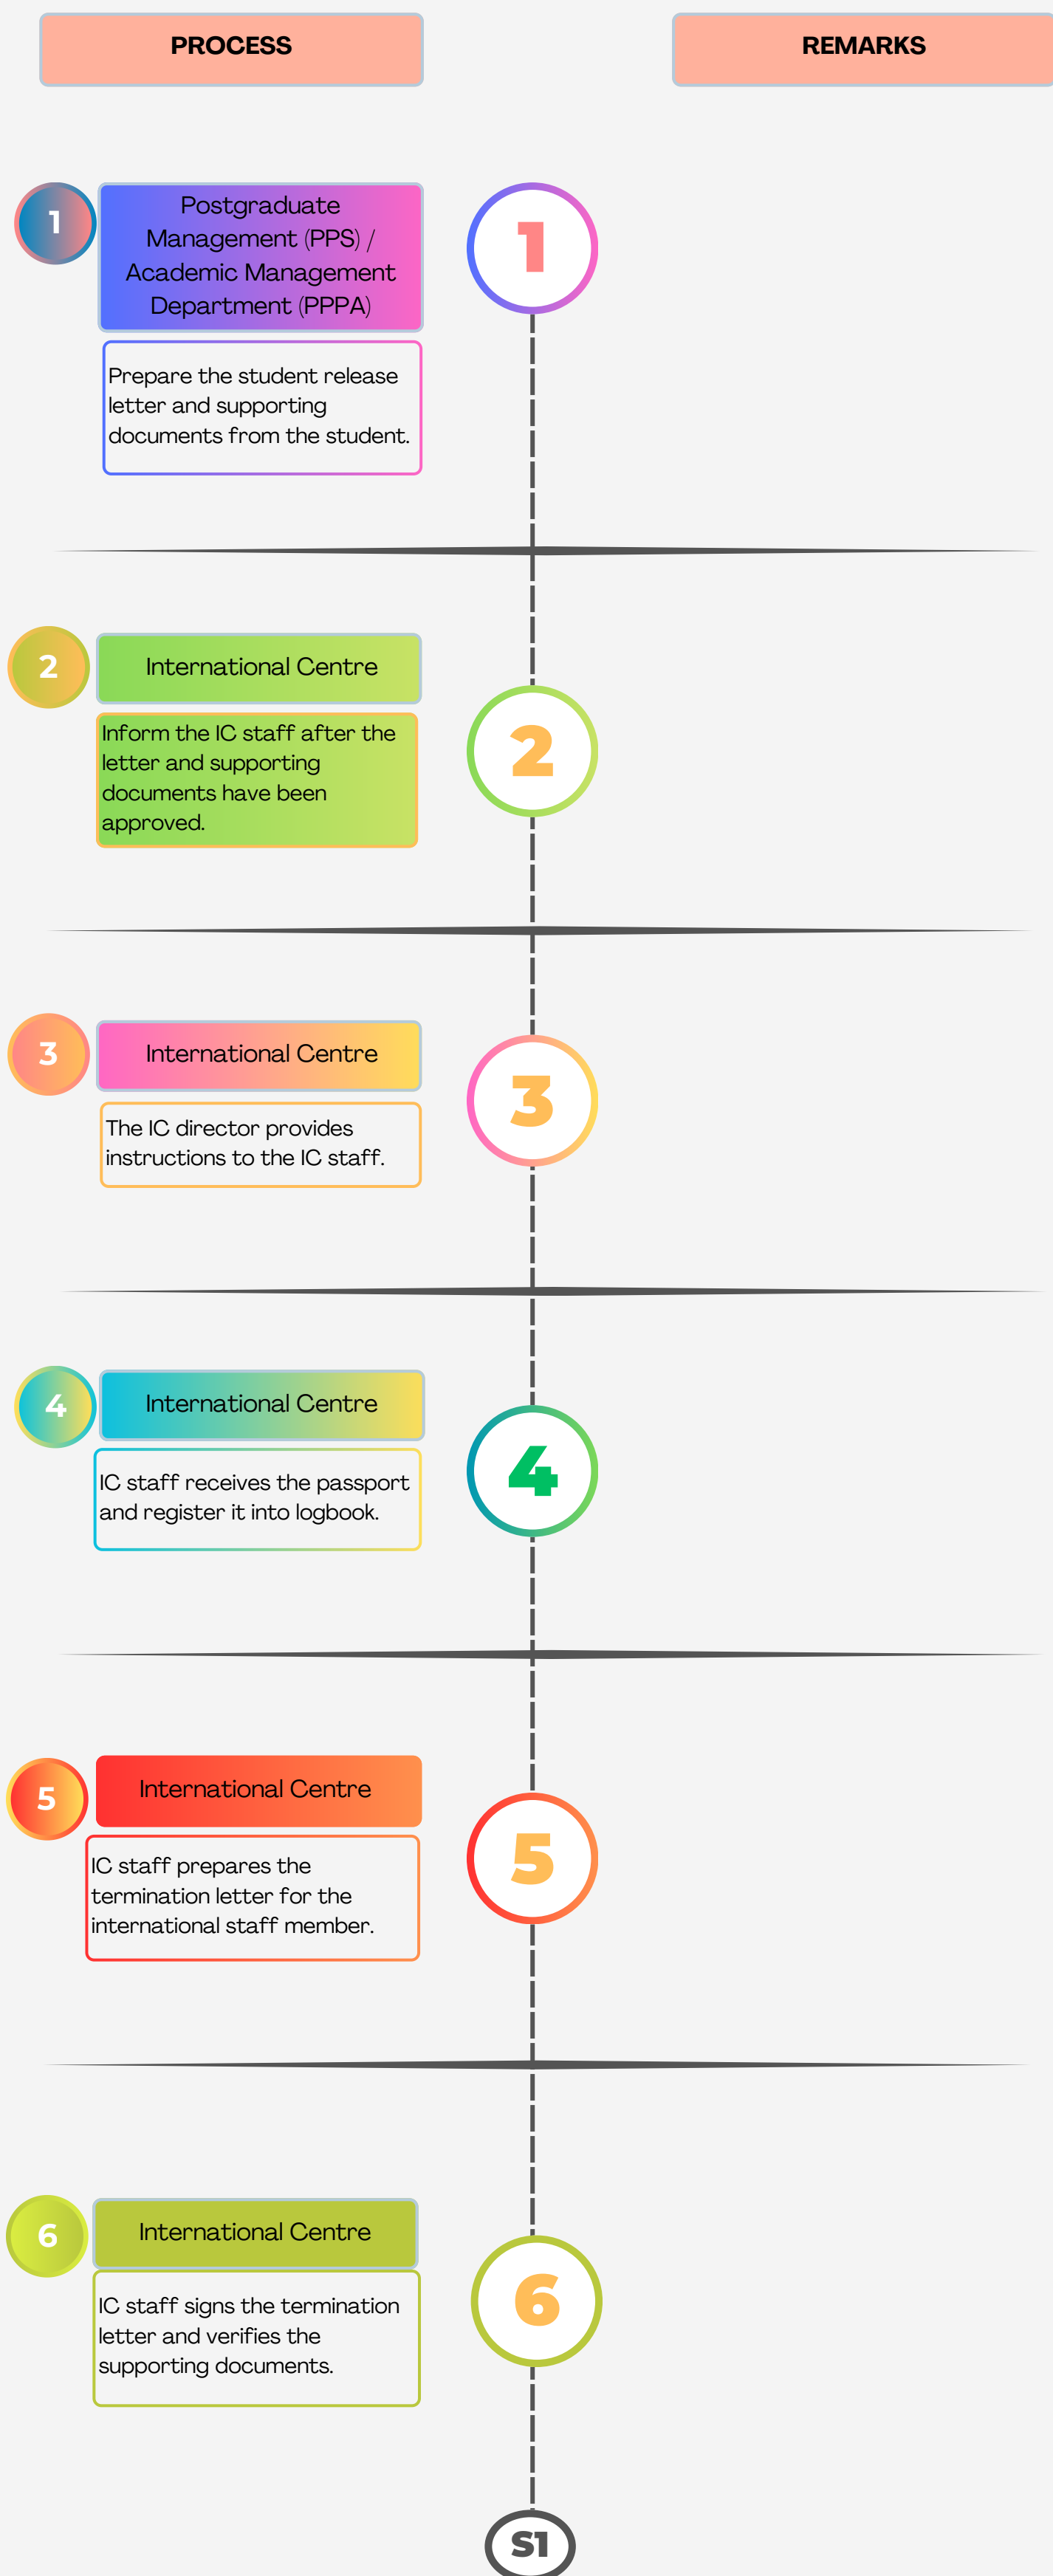 PROCESS
REMARKS
1
Postgraduate
Management (PPS) /
Academic Management
Department (PPPA)
1
Prepare the student release
letter and supporting
documents from the student.
2
International Centre
2
Inform the IC staff after the
letter and supporting
documents have been
approved.
3
International Centre
3
The IC director provides
instructions to the IC staff.
4
International Centre
4
IC staff receives the passport
and register it into logbook.
5
International Centre
5
IC staff prepares the
termination letter for the
international staff member.
6
International Centre
6
IC staff signs the termination
letter and verifies the
supporting documents.
S1